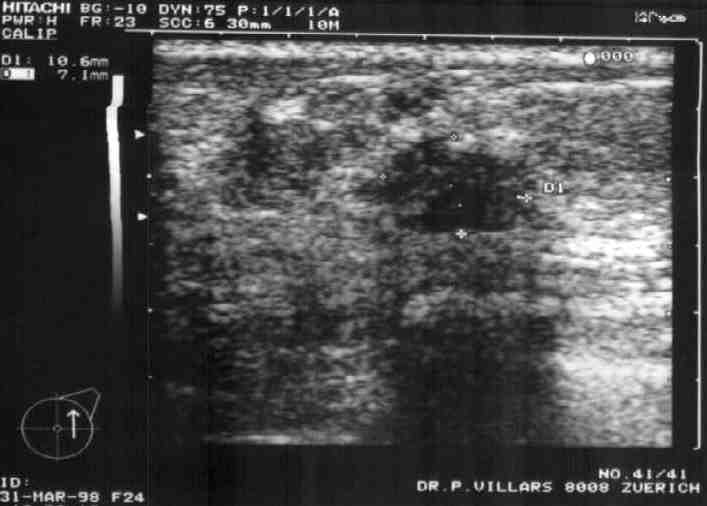 HITACHI BG:-10 DYN:75 P:1/1/1/A
PWR:H FR:23 SCC:6 30mm 10M
CALIP
D1: 10.6mm
7.1mm
000
D1
NO.41/41
ID:
DR.P.VILLARS 8008 ZUERICH
31-MAR-98 F24